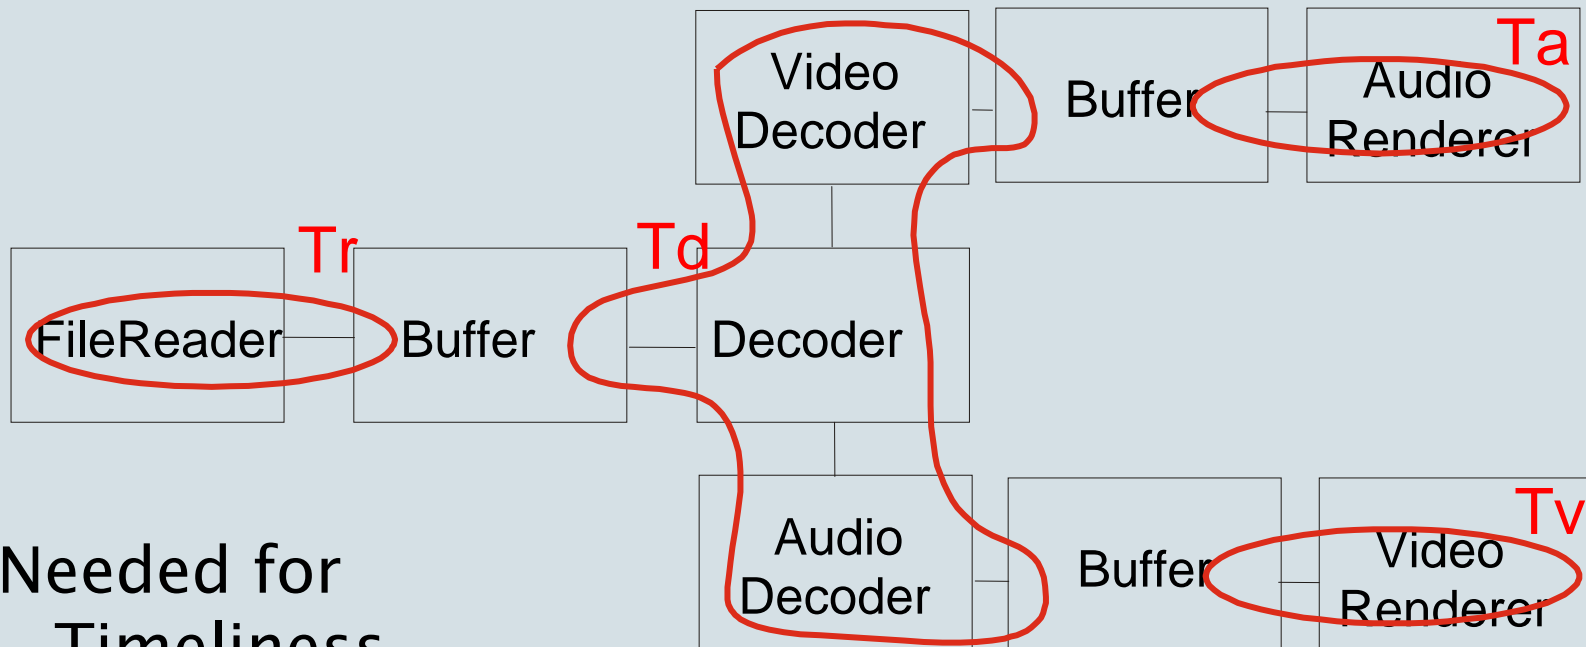 Video
Decoder
Buffer
Ta
Audio
Renderer
Tr
Td
FileReader
Buffer
Decoder
Audio
Decoder
Buffer
Tv
Video
Renderer
Needed for
Timeliness